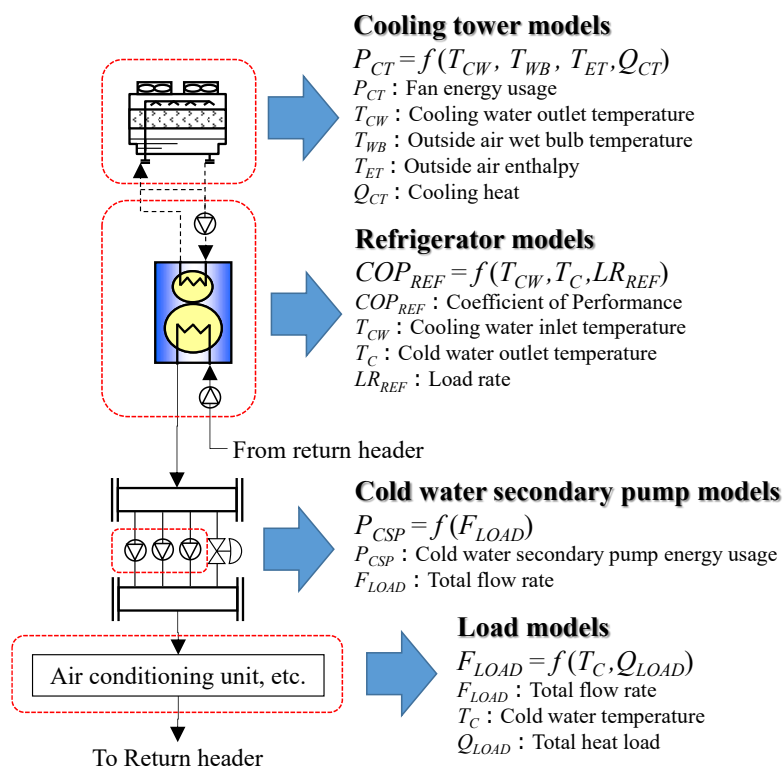 Cooling tower models
P_CT = f(T_CW, T_WB, T_ET, Q_CT)
P_CT : Fan energy usage
T_CW : Cooling water outlet temperature
T_WB : Outside air wet bulb temperature
T_ET : Outside air enthalpy
Q_CT : Cooling heat
Refrigerator models
COP_REF = f(T_CW, T_C, LR_REF)
COP_REF : Coefficient of Performance
T_CW : Cooling water inlet temperature
T_C : Cold water outlet temperature
LR_REF : Load rate
From return header
Cold water secondary pump models
P_CSP = f(F_LOAD)
P_CSP : Cold water secondary pump energy usage
F_LOAD : Total flow rate
Load models
F_LOAD = f(T_C, Q_LOAD)
F_LOAD : Total flow rate
T_C : Cold water temperature
Q_LOAD : Total heat load
Air conditioning unit, etc.
To Return header